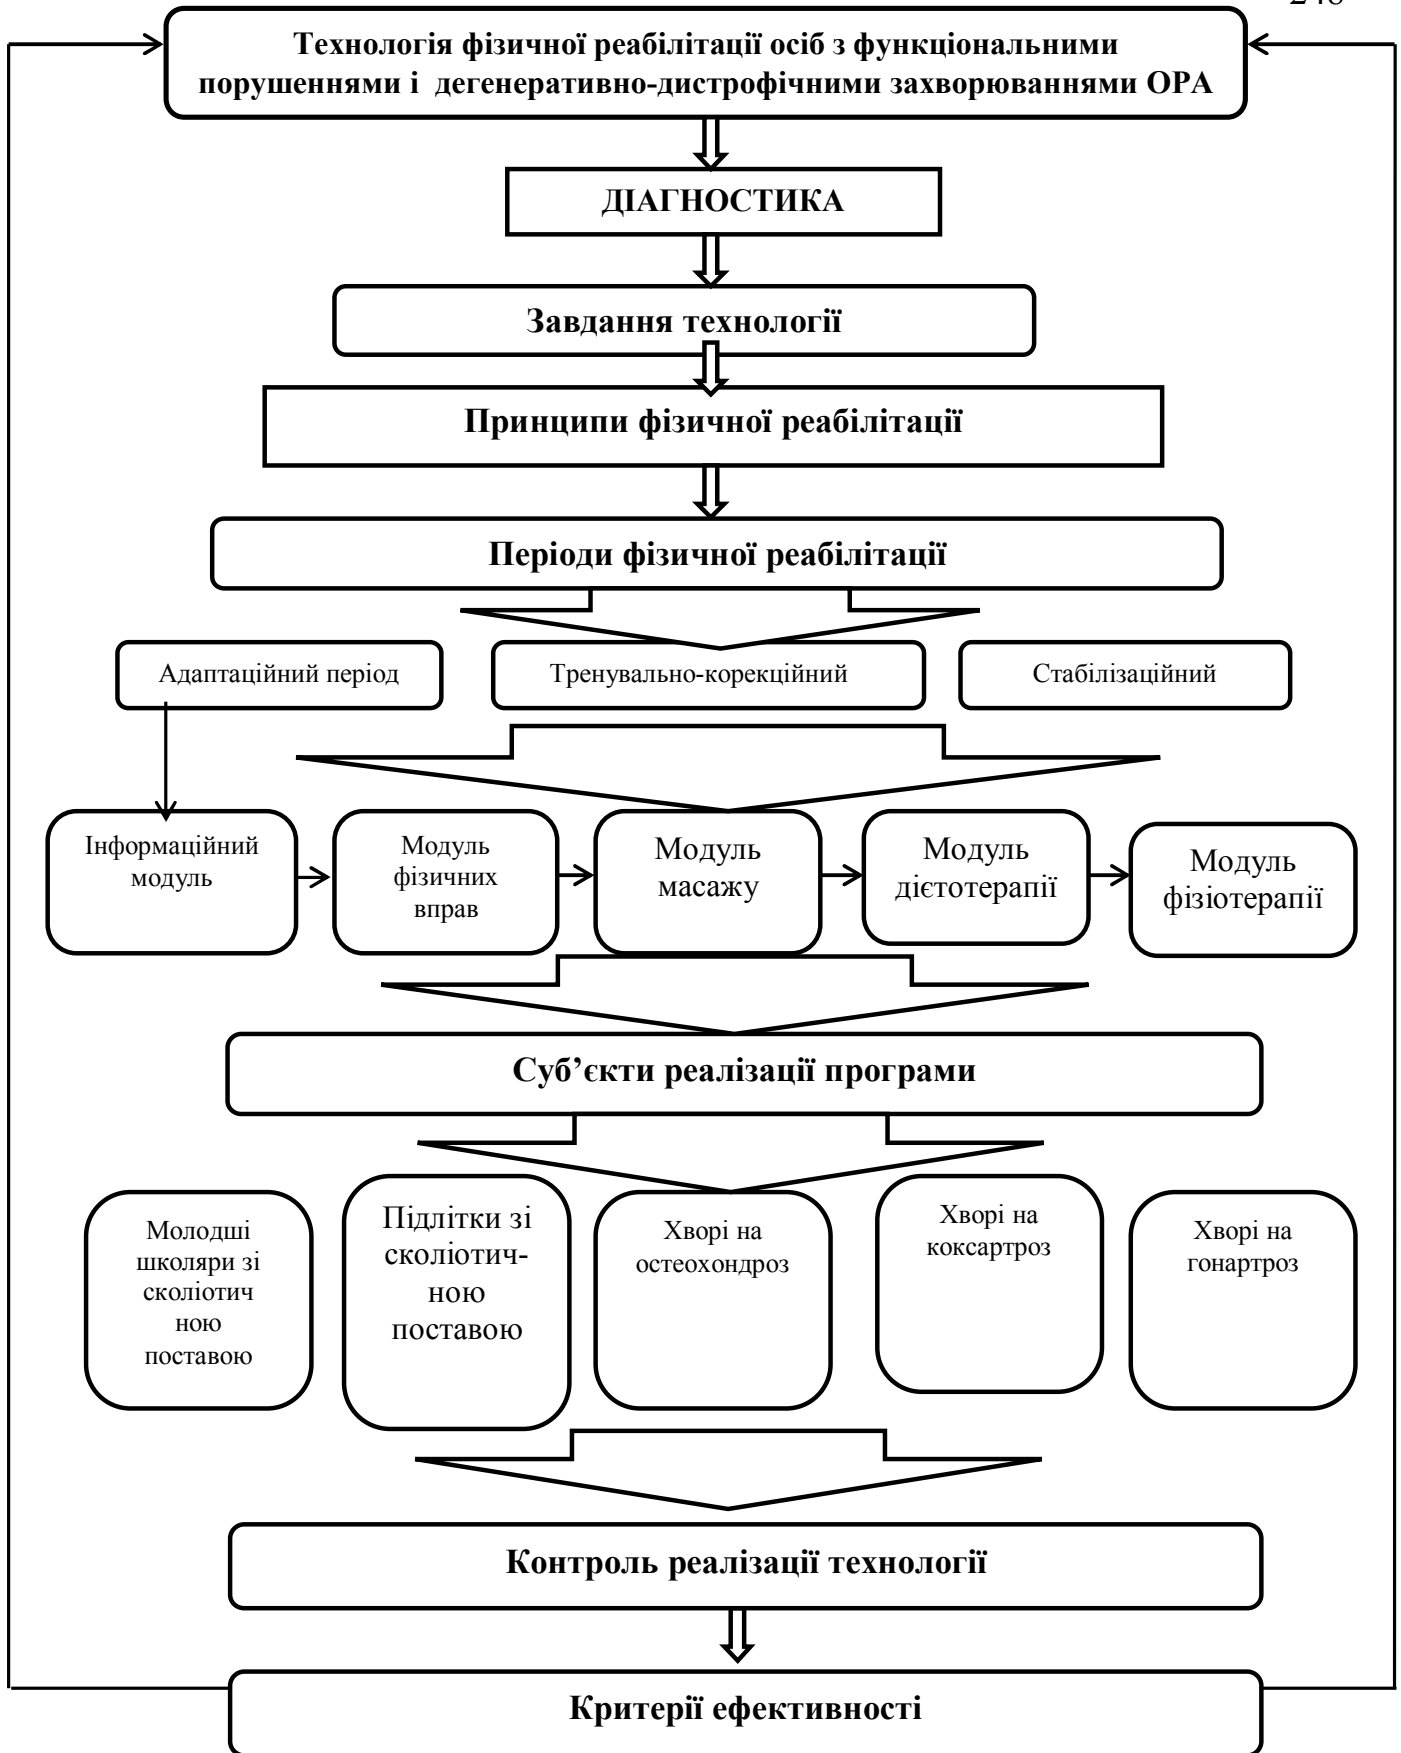 Технологія фізичної реабілітації осіб з функціональними
порушеннями і дегенеративно-дистрофічними захворюваннями ОРА
ДІАГНОСТИКА
Завдання технології
Принципи фізичної реабілітації
Періоди фізичної реабілітації
Адаптаційний період
Тренувально-корекційний
Стабілізаційний
Інформаційний
модуль
Модуль
фізичних
вправ
Модуль
масажу
Модуль
дієтотерапії
Модуль
фізіотерапії
Суб’єкти реалізації програми
Молодші
школяри зі
сколіотич
ною
поставою
Підлітки зі
сколіотич-
ною
поставою
Хворі на
остеохондроз
Хворі на
коксартроз
Хворі на
гонартроз
Контроль реалізації технології
Критерії ефективності